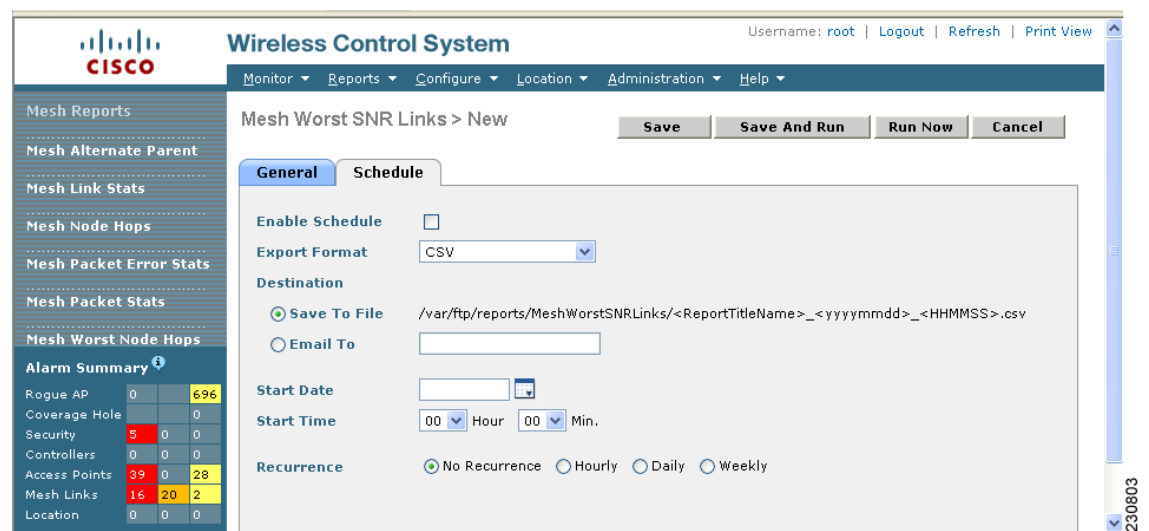 Username: root | Logout | Refresh | Print View
CISCO
Wireless Control System
Monitor Reports Configure Location Administration Help
Mesh Reports
Mesh Alternate Parent
Mesh Link Stats
Mesh Node Hops
Mesh Packet Error Stats
Mesh Packet Stats
Mesh Worst Node Hops
Alarm Summary
Rogue AP 0 696
Coverage Hole 0
Security 5 0 0
Controllers 0 0 0
Access Points 39 0 28
Mesh Links 16 20 2
Location 0 0 0
Mesh Worst SNR Links > New
Save Save And Run Run Now Cancel
General Schedule
Enable Schedule
Export Format CSV
Destination
Save To File /var/ftp/reports/MeshWorstSNRLinks/<ReportTitleName>_<yyyymmdd>_<HHMMSS>.csv
Email To
Start Date
Start Time 00 Hour 00 Min.
Recurrence No Recurrence Hourly Daily Weekly
230803